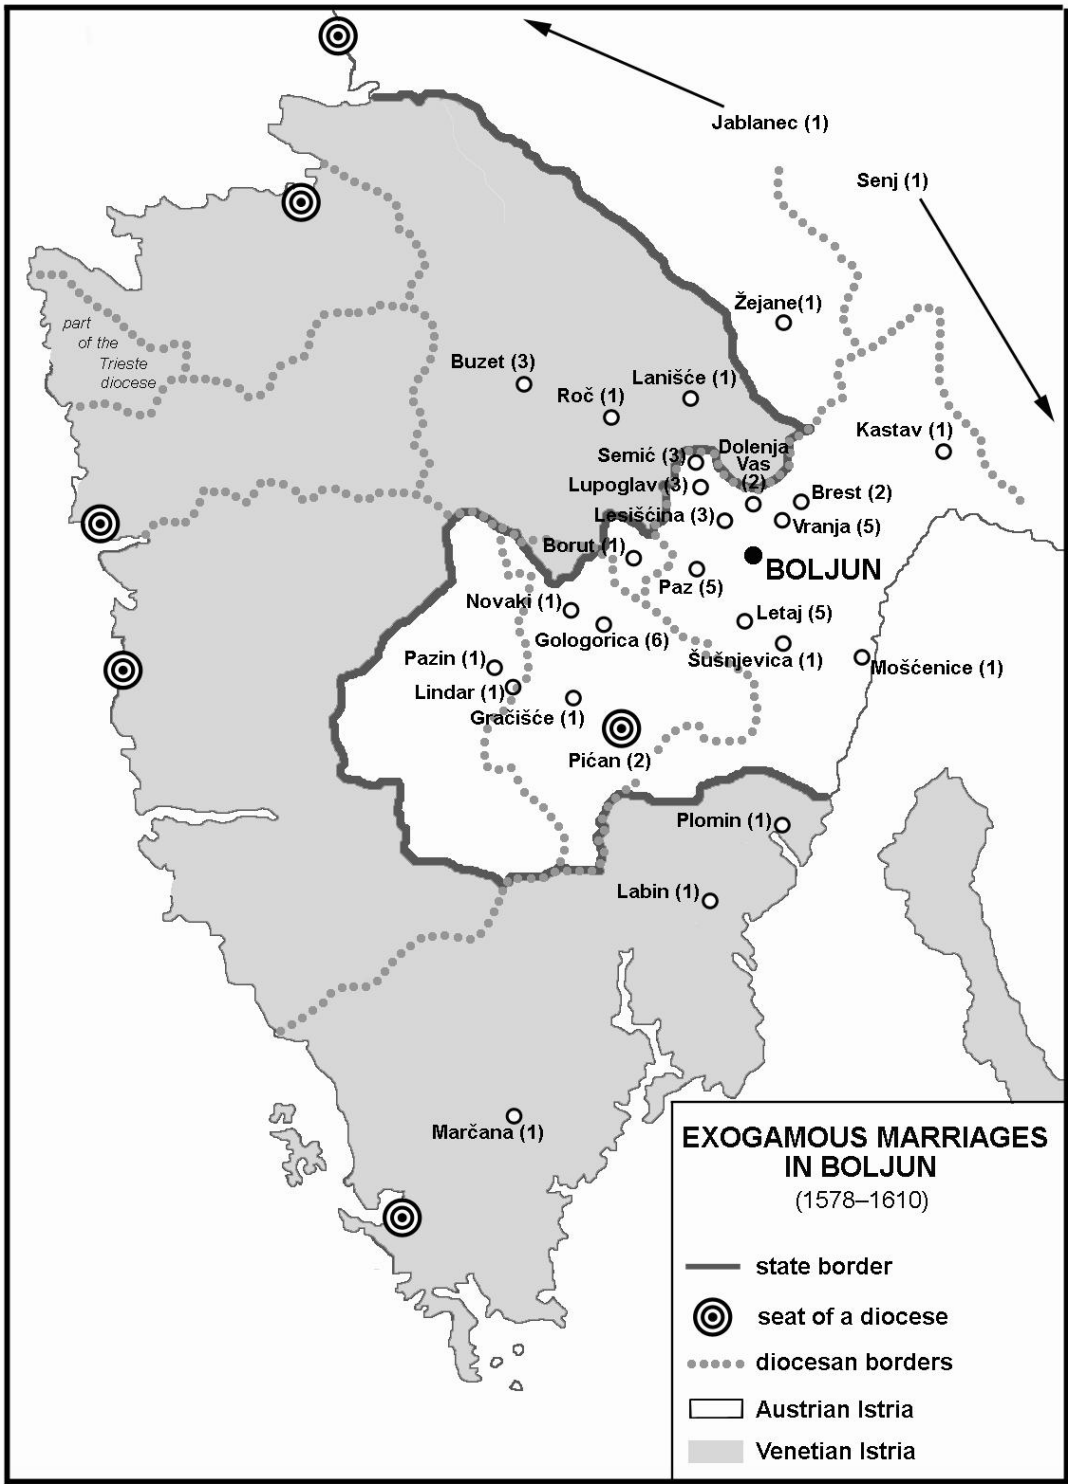 Jablanec (1)
Senj (1)
Žejane(1)
part
of the
Trieste
diocese
Buzet (3)
Lanišće (1)
Roč (1)
Kastav (1)
Dolenja
Vas
(2)
Semić (3)
Lupoglav (3)
Brest (2)
Lesišćina (3)
Vranja (5)
Borut (1)
BOLJUN
Paz (5)
Novaki (1)
Letaj (5)
Gologorica (6)
Pazin (1)
Šušnjevica (1)
Mošćenice (1)
Lindar (1)
Gračišće (1)
Pićan (2)
Plomin (1)
Labin (1)
Marčana (1)
EXOGAMOUS MARRIAGES
IN BOLJUN
(1578–1610)
state border
seat of a diocese
diocesan borders
Austrian Istria
Venetian Istria